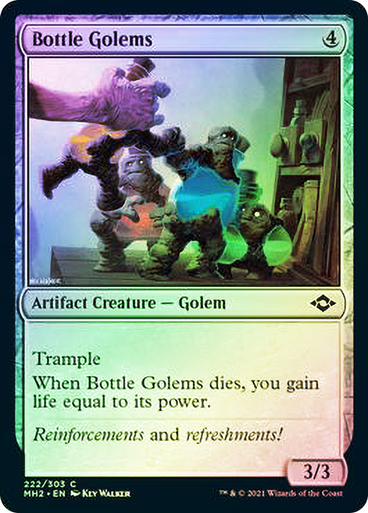 Bottle Golems 4
Artifact Creature — Golem
Trample
When Bottle Golems dies, you gain
life equal to its power.
Reinforcements and refreshments!
3/3
222/303 C
MH2 • EN Key Walker ™ & © 2021 Wizards of the Coast